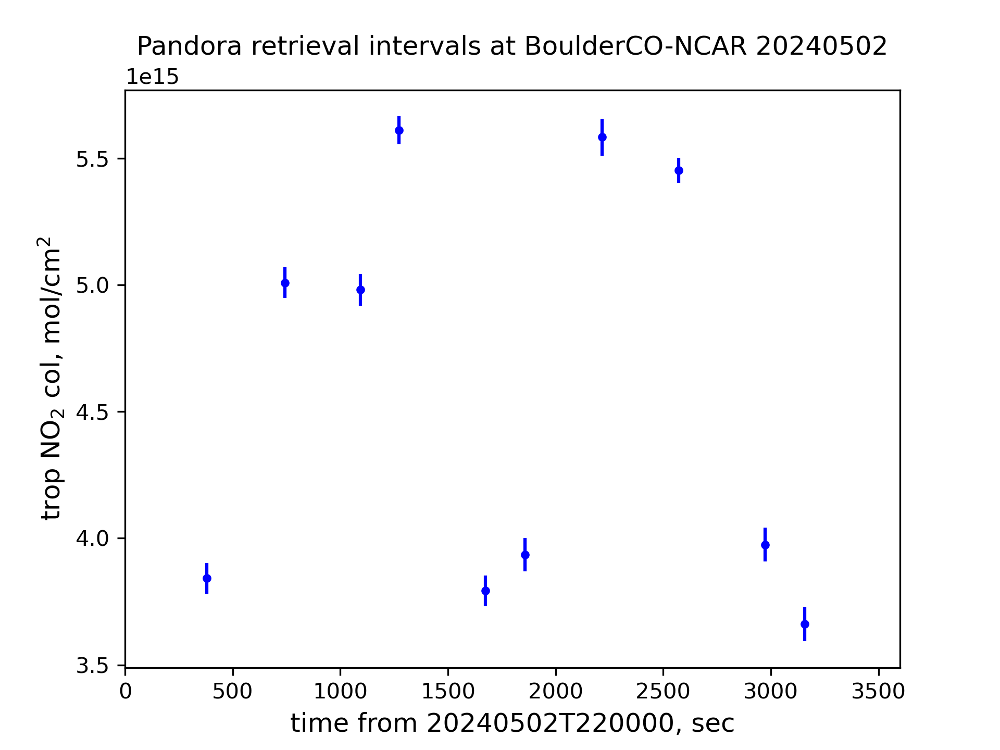 Pandora retrieval intervals at BoulderCO-NCAR 20240502
1e15
5.5
5.0
4.5
4.0
3.5
trop NO₂ col, mol/cm²
0 500 1000 1500 2000 2500 3000 3500
time from 20240502T220000, sec